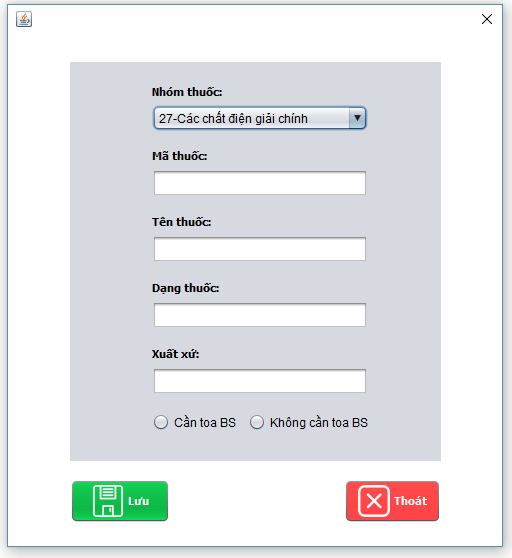 Nhóm thuốc:
27-Các chất điện giải chính
Mã thuốc:
Tên thuốc:
Dạng thuốc:
Xuất xứ:
Cần toa BS Không cần toa BS
Lưu Thoát